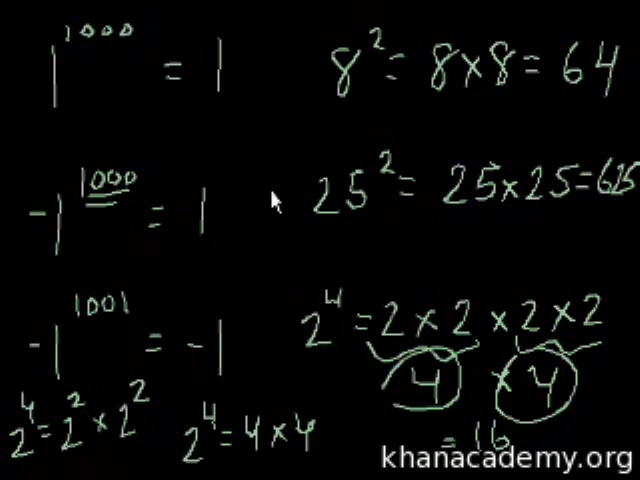 1^1000 = 1
8^2 = 8×8 = 64
-1^1000 = 1
25^2 = 25×25=625
-1^1001 = -1
2^4 = 2 × 2 × 2 × 2
4 × 4
= 16
2^4 = 2^2 × 2^2
2^4 = 4 × 4
khanacademy.org